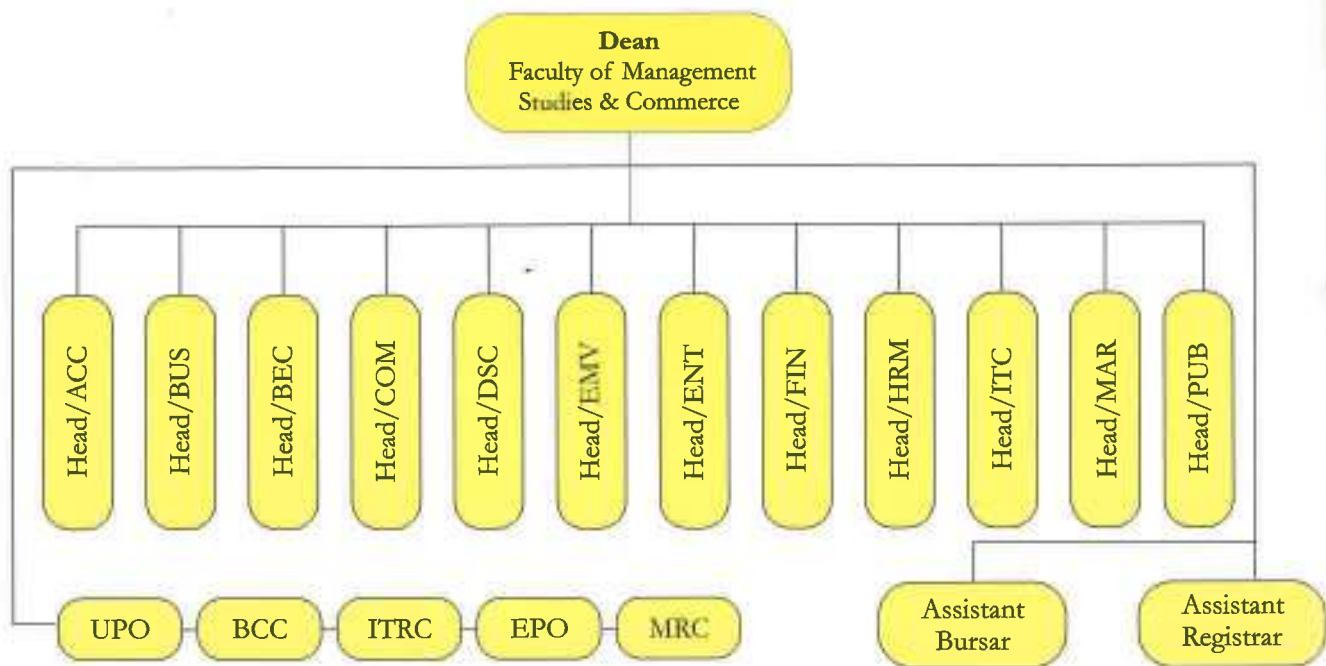 Dean
Faculty of Management
Studies & Commerce
Head/ACC
Head/BUS
Head/BEC
Head/COM
Head/DSC
Head/EMV
Head/ENT
Head/FIN
Head/HRM
Head/ITC
Head/MAR
Head/PUB
UPO
BCC
ITRC
EPO
MRC
Assistant
Bursar
Assistant
Registrar